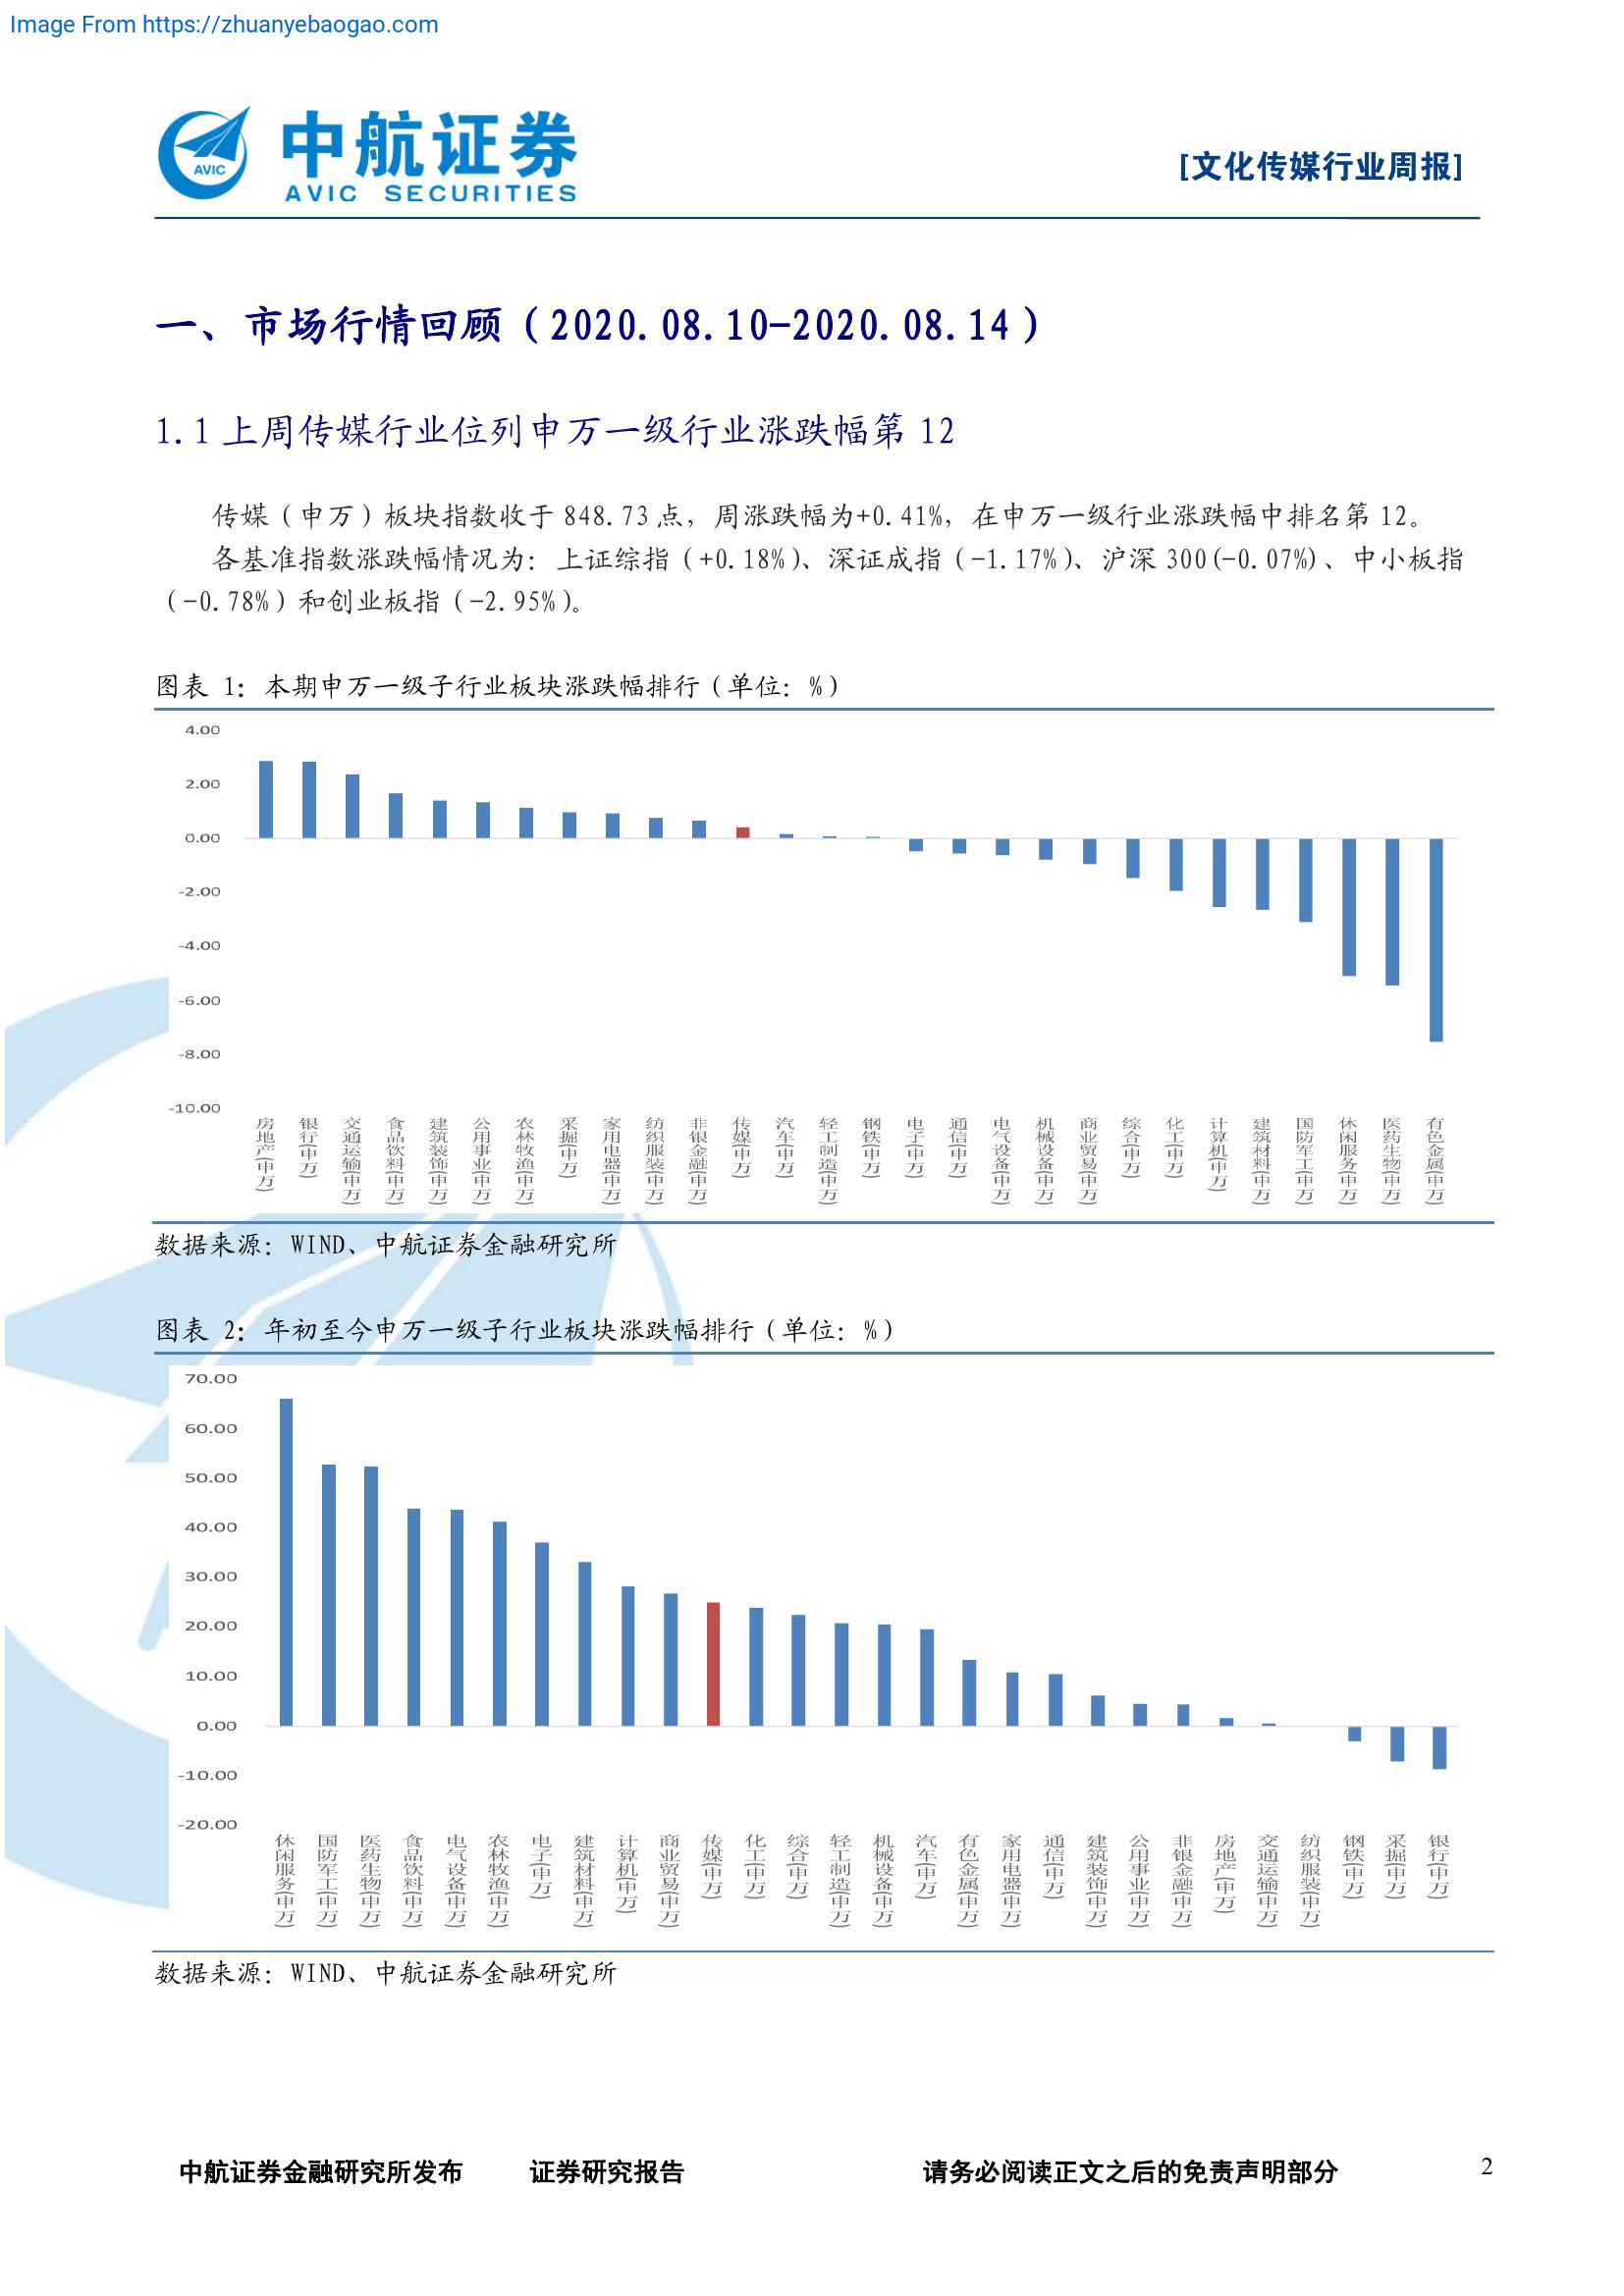 Image From https://zhuanyebaogao.com
AVIC
中航证券
AVIC SECURITIES
[文化传媒行业周报]
一、市场行情回顾（2020.08.10-2020.08.14）
1.1 上周传媒行业位列申万一级行业涨跌幅第 12
传媒（申万）板块指数收于 848.73 点，周涨跌幅为+0.41%，在申万一级行业涨跌幅中排名第 12。
各基准指数涨跌幅情况为：上证综指（+0.18%）、深证成指（-1.17%）、沪深 300(-0.07%)、中小板指
（-0.78%）和创业板指（-2.95%）。
图表 1：本期申万一级子行业板块涨跌幅排行（单位：%）
4.00
2.00
0.00
-2.00
-4.00
-6.00
-8.00
-10.00
房地产(申万)
银行(申万)
交通运输(申万)
食品饮料(申万)
建筑装饰(申万)
公用事业(申万)
农林牧渔(申万)
采掘(申万)
家用电器(申万)
纺织服装(申万)
非银金融(申万)
传媒(申万)
汽车(申万)
轻工制造(申万)
钢铁(申万)
电子(申万)
通信(申万)
电气设备(申万)
机械设备(申万)
商业贸易(申万)
综合(申万)
化工(申万)
计算机(申万)
建筑材料(申万)
国防军工(申万)
休闲服务(申万)
医药生物(申万)
有色金属(申万)
数据来源：WIND、中航证券金融研究所
图表 2：年初至今申万一级子行业板块涨跌幅排行（单位：%）
70.00
60.00
50.00
40.00
30.00
20.00
10.00
0.00
-10.00
-20.00
休闲服务(申万)
国防军工(申万)
医药生物(申万)
食品饮料(申万)
电气设备(申万)
农林牧渔(申万)
电子(申万)
建筑材料(申万)
计算机(申万)
商业贸易(申万)
传媒(申万)
化工(申万)
综合(申万)
轻工制造(申万)
机械设备(申万)
汽车(申万)
有色金属(申万)
家用电器(申万)
通信(申万)
建筑装饰(申万)
公用事业(申万)
非银金融(申万)
房地产(申万)
交通运输(申万)
纺织服装(申万)
钢铁(申万)
采掘(申万)
银行(申万)
数据来源：WIND、中航证券金融研究所
中航证券金融研究所发布 证券研究报告 请务必阅读正文之后的免责声明部分 2